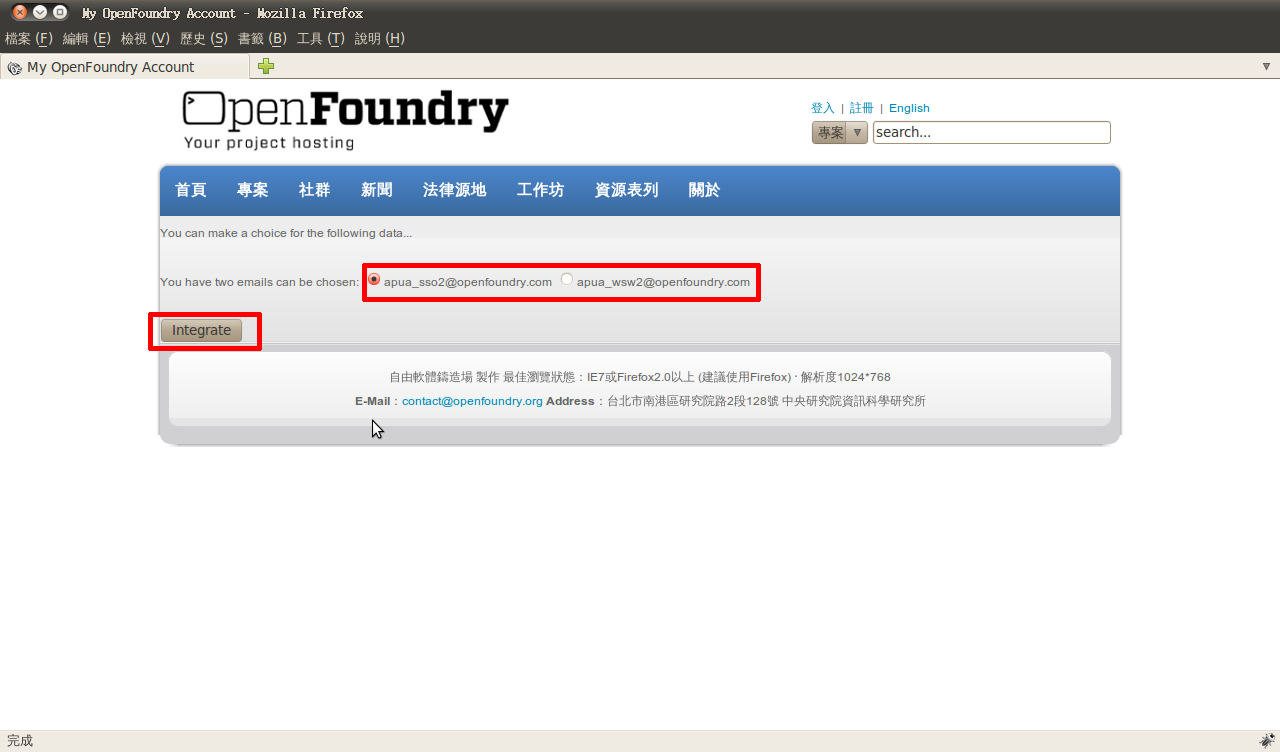 My OpenFoundry Account - Mozilla Firefox
檔案 (F) 編輯 (E) 檢視 (V) 歷史 (S) 書籤 (B) 工具 (T) 說明 (H)
My OpenFoundry Account
OpenFoundry
Your project hosting
登入 | 註冊 | English
專案 search...
首頁 專案 社群 新聞 法律源地 工作坊 資源表列 關於
You can make a choice for the following data...
You have two emails can be chosen: apua_sso2@openfoundry.com apua_wsw2@openfoundry.com
Integrate
自由軟體鑄造場 製作 最佳瀏覽狀態：IE7或Firefox2.0以上 (建議使用Firefox)‧解析度1024*768
E-Mail：contact@openfoundry.org Address：台北市南港區研究院路2段128號 中央研究院資訊科學研究所
完成